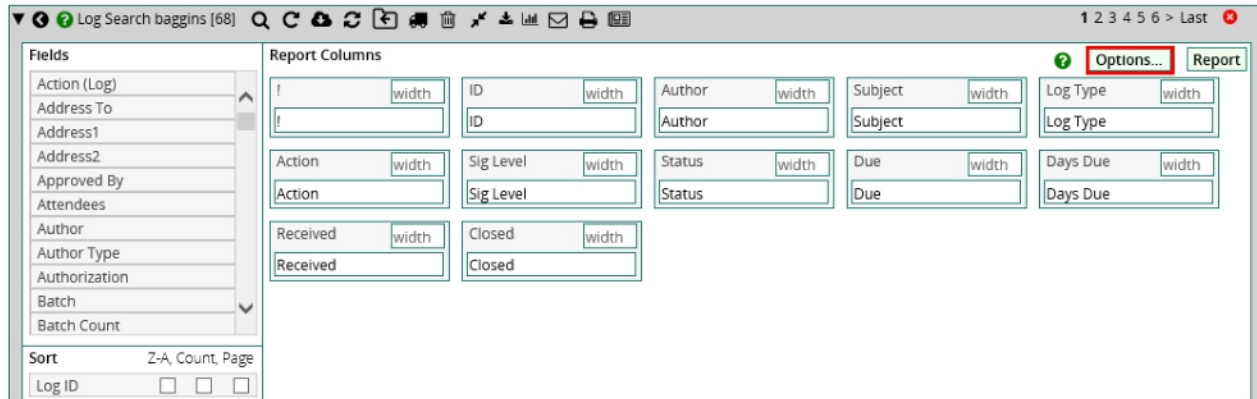 Log Search baggins [68] 1 2 3 4 5 6 > Last
Fields
Action (Log)
Address To
Address1
Address2
Approved By
Attendees
Author
Author Type
Authorization
Batch
Batch Count
Sort Z-A, Count, Page
Log ID
Report Columns Options... Report
! width ID width Author width Subject width Log Type width
! ID Author Subject Log Type
Action width Sig Level width Status width Due width Days Due width
Action Sig Level Status Due Days Due
Received width Closed width
Received Closed